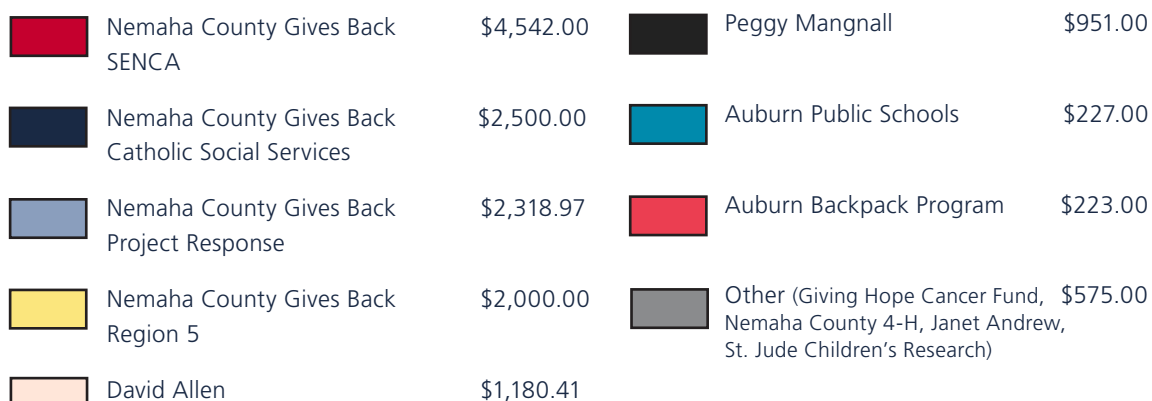 Nemaha County Gives Back $4,542.00
SENCA
Nemaha County Gives Back $2,500.00
Catholic Social Services
Nemaha County Gives Back $2,318.97
Project Response
Nemaha County Gives Back $2,000.00
Region 5
David Allen $1,180.41
Peggy Mangnall $951.00
Auburn Public Schools $227.00
Auburn Backpack Program $223.00
Other (Giving Hope Cancer Fund, $575.00
Nemaha County 4-H, Janet Andrew,
St. Jude Children’s Research)